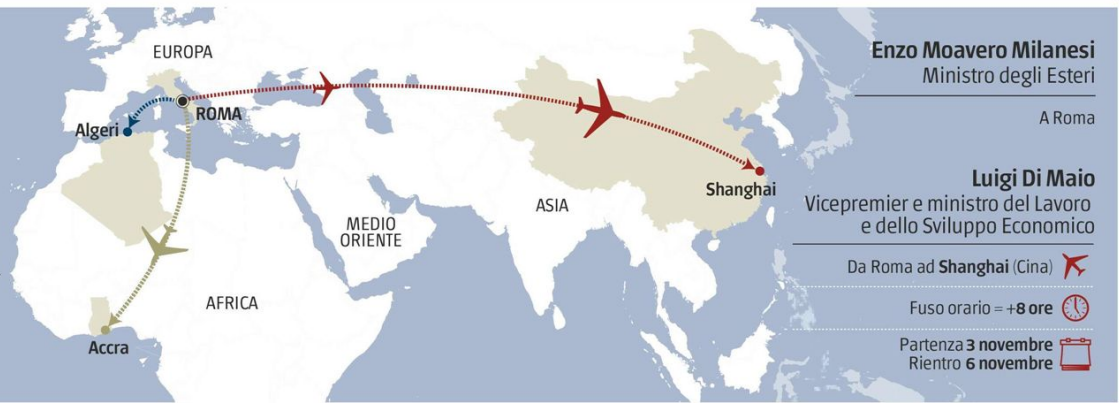 EUROPA
ROMA
Algeri
Shanghai
ASIA
MEDIO
ORIENTE
AFRICA
Accra
Enzo Moavero Milanesi
Ministro degli Esteri
A Roma
Luigi Di Maio
Vicepremier e ministro del Lavoro
e dello Sviluppo Economico
Da Roma ad Shanghai (Cina)
Fuso orario = +8 ore
Partenza 3 novembre
Rientro 6 novembre